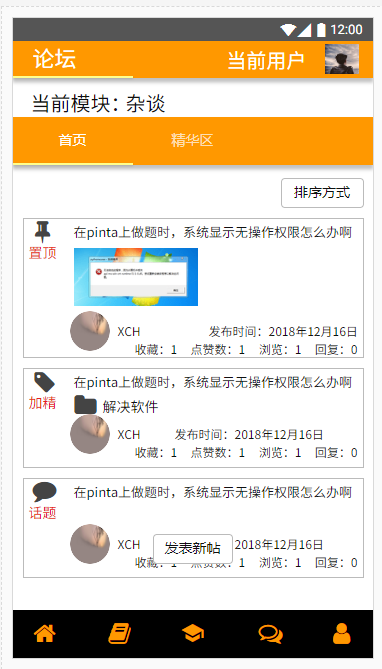 12:00
论坛 当前用户
当前模块：杂谈
首页 精华区
排序方式
在pinta上做题时，系统显示无操作权限怎么办啊
置顶
XCH 发布时间：2018年12月16日
收藏：1 点赞数：1 浏览：1 回复：0
在pinta上做题时，系统显示无操作权限怎么办啊
加精
解决软件
XCH 发布时间：2018年12月16日
收藏：1 点赞数：1 浏览：1 回复：0
在pinta上做题时，系统显示无操作权限怎么办啊
话题
XCH 发表新帖 2018年12月16日
收藏：1 点赞数：1 浏览：1 回复：0